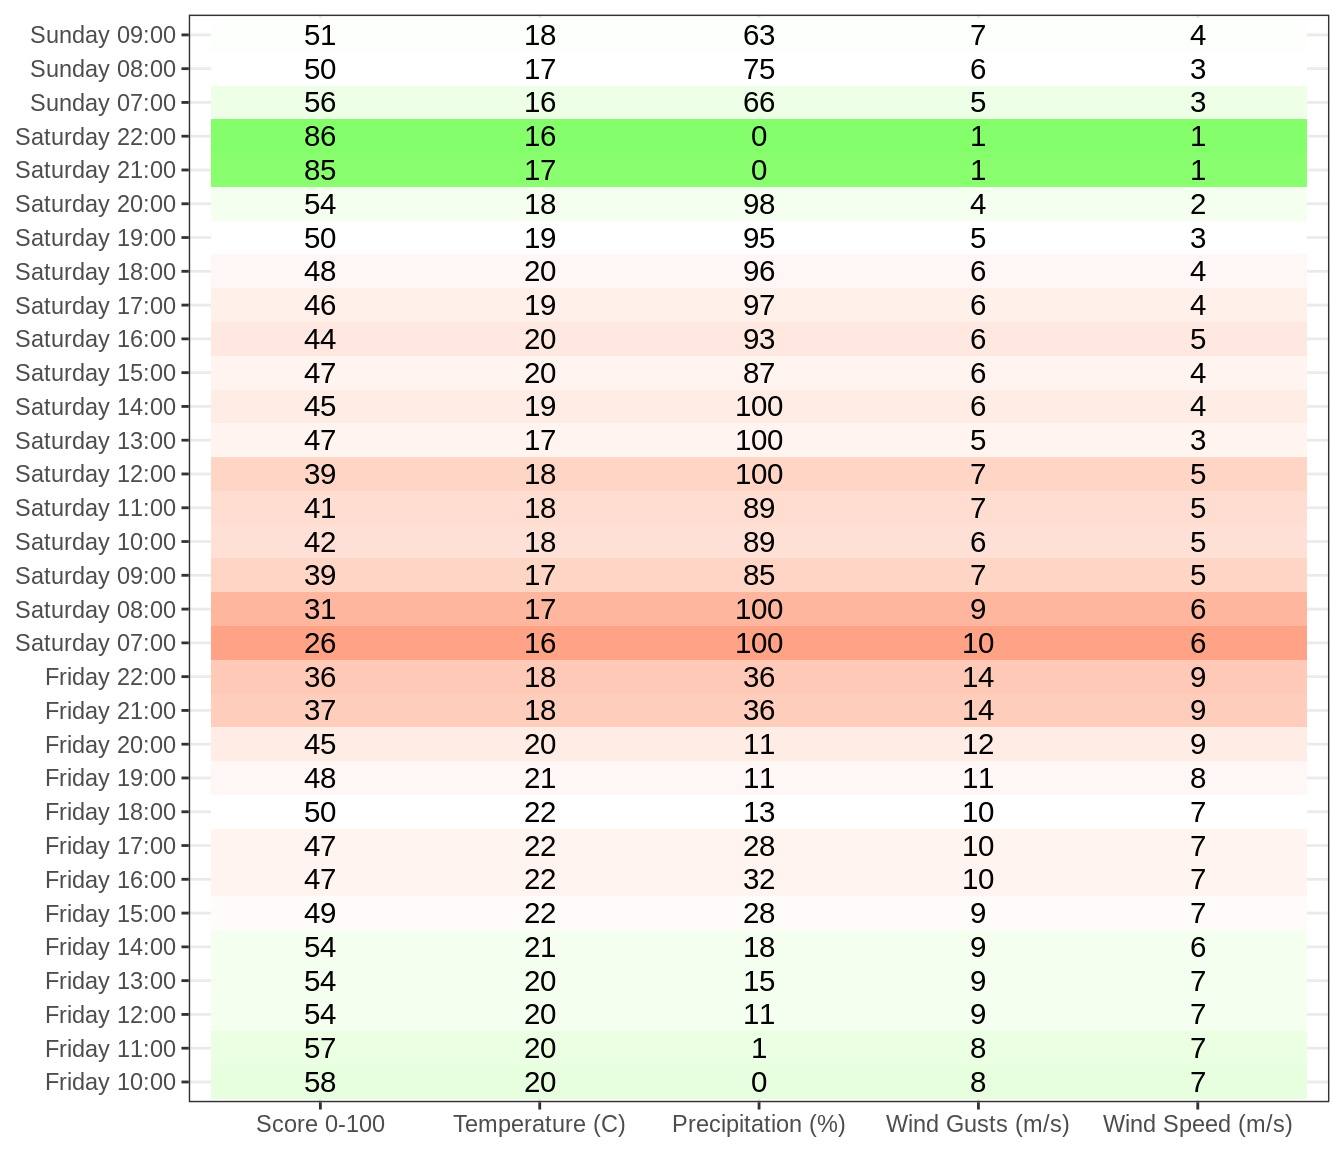 Sunday 09:00 51 18 63 7 4
Sunday 08:00 50 17 75 6 3
Sunday 07:00 56 16 66 5 3
Saturday 22:00 86 16 0 1 1
Saturday 21:00 85 17 0 1 1
Saturday 20:00 54 18 98 4 2
Saturday 19:00 50 19 95 5 3
Saturday 18:00 48 20 96 6 4
Saturday 17:00 46 19 97 6 4
Saturday 16:00 44 20 93 6 5
Saturday 15:00 47 20 87 6 4
Saturday 14:00 45 19 100 6 4
Saturday 13:00 47 17 100 5 3
Saturday 12:00 39 18 100 7 5
Saturday 11:00 41 18 89 7 5
Saturday 10:00 42 18 89 6 5
Saturday 09:00 39 17 85 7 5
Saturday 08:00 31 17 100 9 6
Saturday 07:00 26 16 100 10 6
Friday 22:00 36 18 36 14 9
Friday 21:00 37 18 36 14 9
Friday 20:00 45 20 11 12 9
Friday 19:00 48 21 11 11 8
Friday 18:00 50 22 13 10 7
Friday 17:00 47 22 28 10 7
Friday 16:00 47 22 32 10 7
Friday 15:00 49 22 28 9 7
Friday 14:00 54 21 18 9 6
Friday 13:00 54 20 15 9 7
Friday 12:00 54 20 11 9 7
Friday 11:00 57 20 1 8 7
Friday 10:00 58 20 0 8 7
Score 0-100 Temperature (C) Precipitation (%) Wind Gusts (m/s) Wind Speed (m/s)